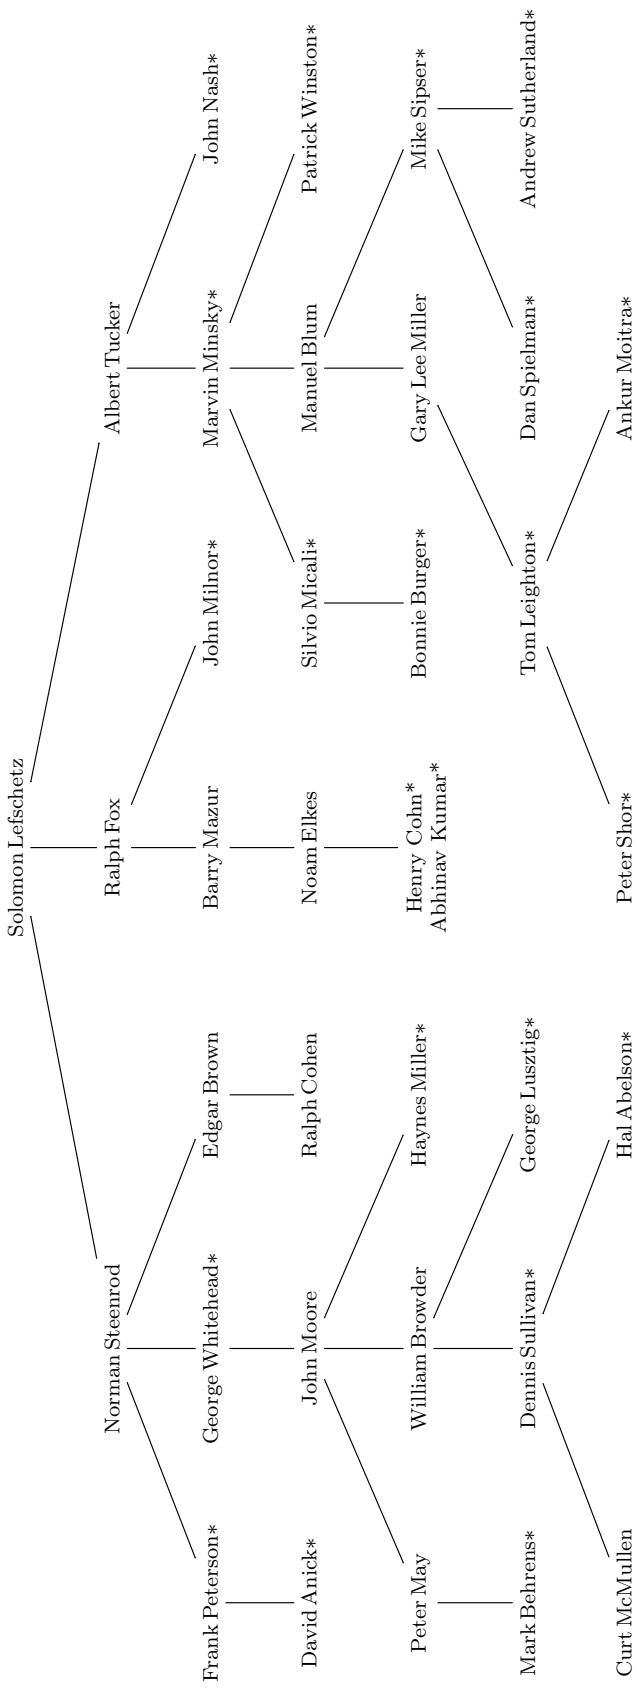 Solomon Lefschetz
Norman Steenrod
Ralph Fox
Albert Tucker
Frank Peterson*
George Whitehead*
Edgar Brown
Barry Mazur
John Milnor*
Marvin Minsky*
John Nash*
David Anick*
John Moore
Ralph Cohen
Noam Elkes
Silvio Micali*
Manuel Blum
Patrick Winston*
Peter May
William Browder
Haynes Miller*
Henry Cohn*
Abhinav Kumar*
Bonnie Burger*
Gary Lee Miller
Mike Sipser*
Mark Behrens*
Dennis Sullivan*
George Lusztig*
Tom Leighton*
Dan Spielman*
Andrew Sutherland*
Curt McMullen
Hal Abelson*
Peter Shor*
Ankur Moitra*